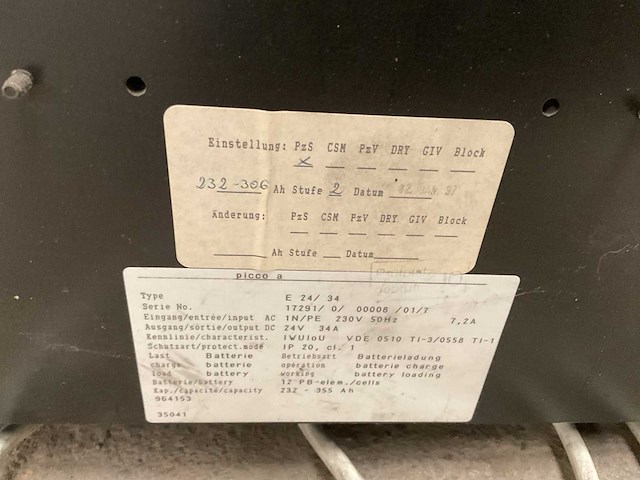 Einstellung: PzS CSM PzV DRY GIV Block
x
232-306 Ah Stufe 2 Datum
Änderung: PzS CSM PzV DRY GIV Block
Ah Stufe Datum
picco a
Type E 24/ 34
Serie No. 17291/ 0/ 00008 /01/7
Eingang/entrée/input AC 1N/PE 230V 50Hz 7,2A
Ausgang/sortie/output DC 24V 34A
Kennlinie/characterist. IWUIoU VDE 0510 TI-3/0558 TI-1
Schutzart/protect.mode IP 20, cl. 1
Last Batterie Betriebsart Batterieladung
charge batterie operation batterie charge
load battery working battery loading
Batterie/battery 12 PB-elem./cells
Kap./capacité/capacity 232 - 355 Ah
964153
35041